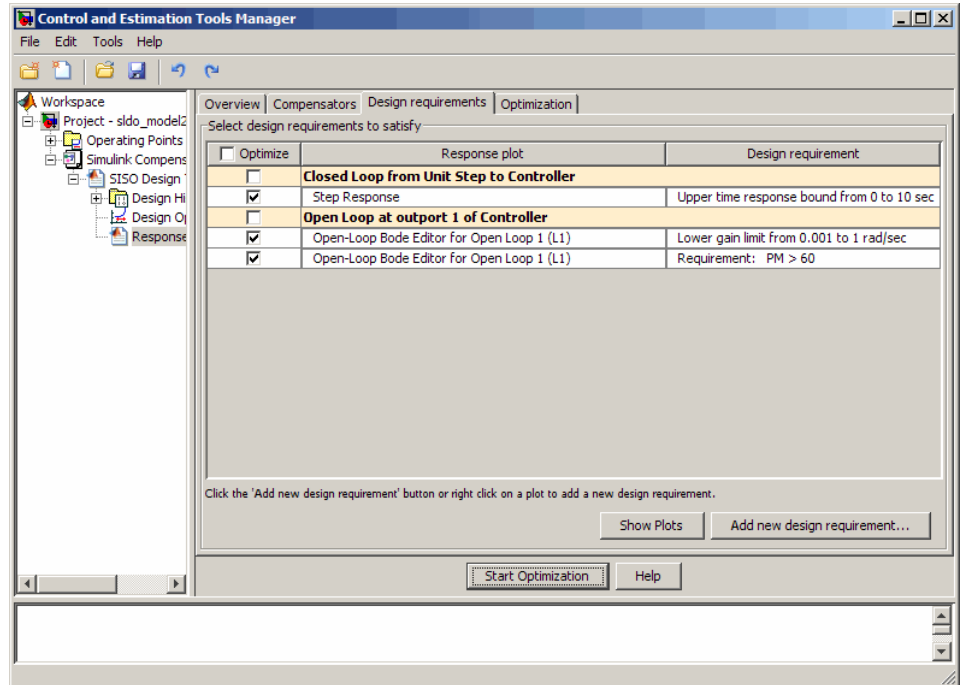 Control and Estimation Tools Manager
File Edit Tools Help
Workspace
Project - sldo_model2
Operating Points
Simulink Compens
SISO Design
Design Hi
Design Op
Response
Overview Compensators Design requirements Optimization
Select design requirements to satisfy
Optimize Response plot Design requirement
Closed Loop from Unit Step to Controller
Step Response Upper time response bound from 0 to 10 sec
Open Loop at outport 1 of Controller
Open-Loop Bode Editor for Open Loop 1 (L1) Lower gain limit from 0.001 to 1 rad/sec
Open-Loop Bode Editor for Open Loop 1 (L1) Requirement: PM > 60
Click the 'Add new design requirement' button or right click on a plot to add a new design requirement.
Show Plots Add new design requirement...
Start Optimization Help